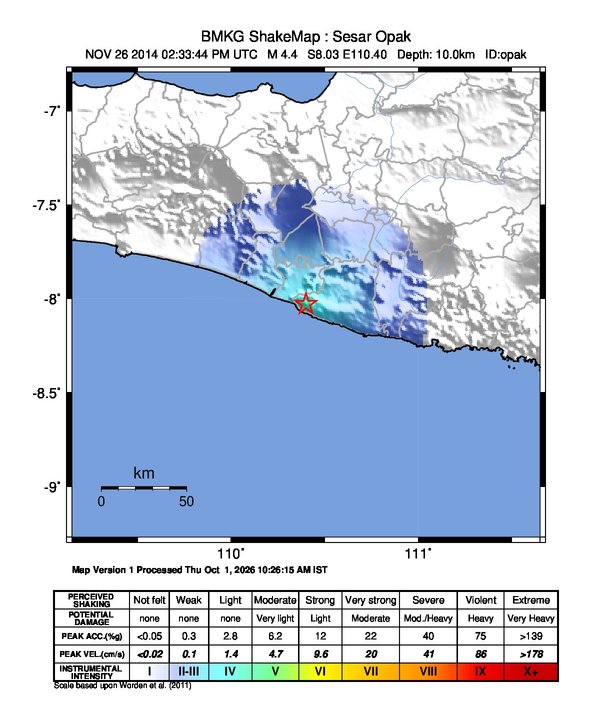 BMKG ShakeMap : Sesar Opak
NOV 26 2014 02:33:44 PM UTC M 4.4 S8.03 E110.40 Depth: 10.0km ID:opak
-7°
-7.5°
-8°
-8.5°
-9°
km
0 50
110° 111°
Map Version 1 Processed Thu Oct 1, 2026 10:26:15 AM IST
PERCEIVED SHAKING Not felt Weak Light Moderate Strong Very strong Severe Violent Extreme
POTENTIAL DAMAGE none none none Very light Light Moderate Mod./Heavy Heavy Very Heavy
PEAK ACC.(%g) <0.05 0.3 2.8 6.2 12 22 40 75 >139
PEAK VEL.(cm/s) <0.02 0.1 1.4 4.7 9.6 20 41 86 >178
INSTRUMENTAL INTENSITY I II-III IV V VI VII VIII IX X+
Scale based upon Worden et al. (2011)